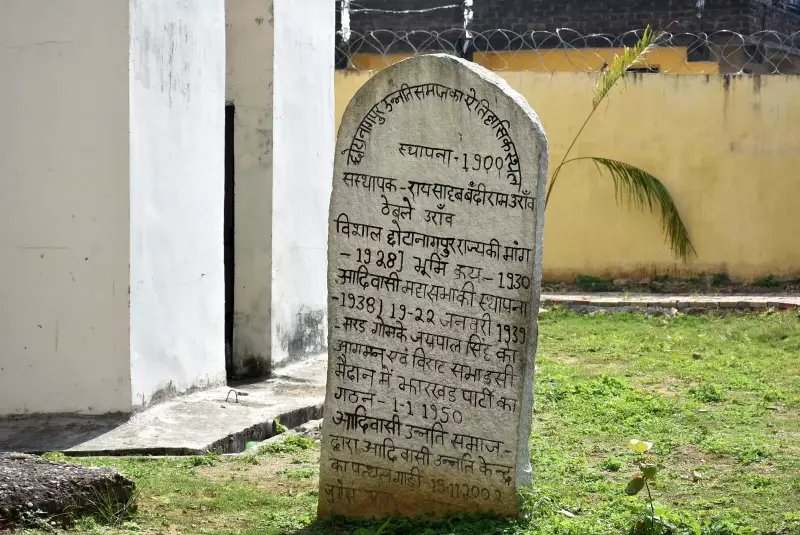 छोटानागपुर उन्नति समाज का ऐतिहासिक स्थल
स्थापना-1900
संस्थापक-रायसाहब बँदीराम उराँव
ठेबले उराँव
विशाल छोटानागपुर राज्य की मांग
-1928] भूमि क्रय-1930
आदिवासी महासभा की स्थापना
-1938] 19-22 जनवरी 1939
-मरड गोमके जयपाल सिंह का
आगमन एवं विराट सभा इसी
मैदान में झारखंड पार्टी का
गठन-1-1 1950
आदिवासी उन्नति समाज-
द्वारा आदिवासी उन्नति केन्द्र
का पत्थलगाड़ी 15.11.2002